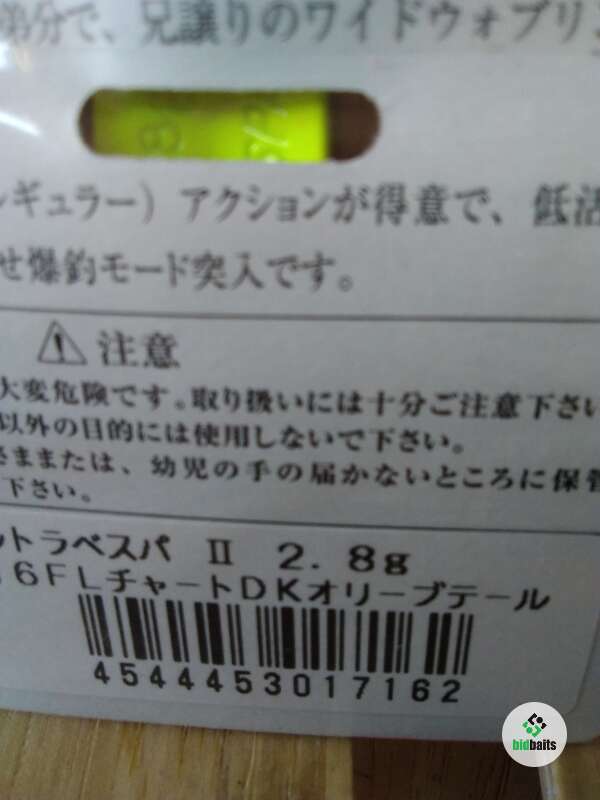 弟分で、兄譲りのワイドウォブリン
レギュラー）アクションが得意で、低活
せ爆釣モード突入です。
注意
大変危険です。取り扱いには十分ご注意下さい
以外の目的には使用しないで下さい。
さままたは、幼児の手の届かないところに保管
下さい。
ットラベスパ II 2.8g
6FLチャートDKオリーブテール
4544453017162
bidbaits